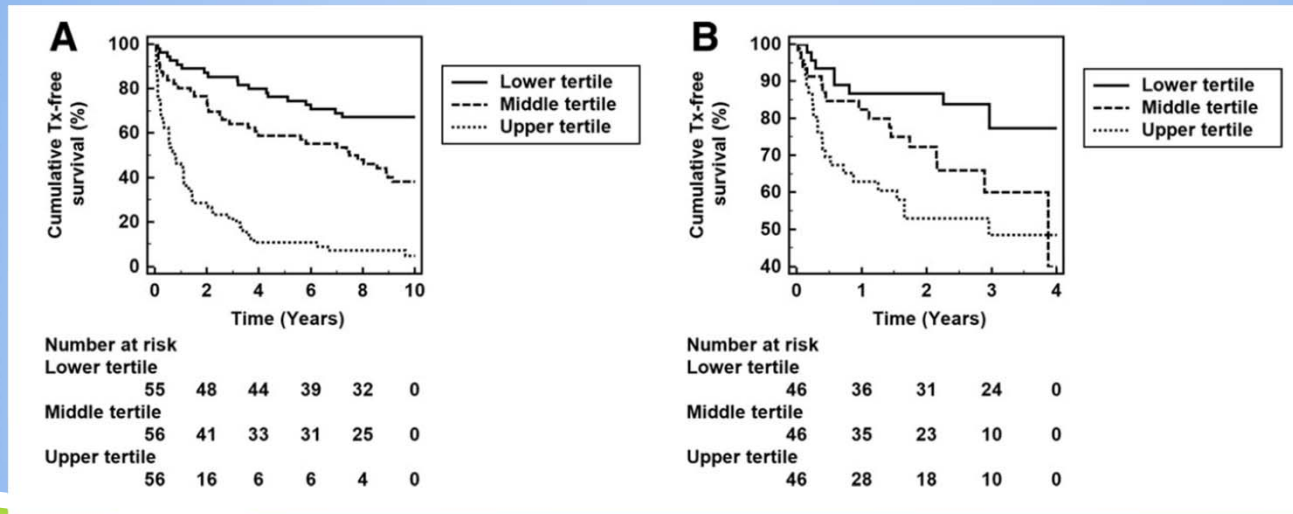 A
Cumulative Tx-free
survival (%)
100
80
60
40
20
0
0 2 4 6 8 10
Time (Years)
Lower tertile
Middle tertile
Upper tertile
Number at risk
Lower tertile
55 48 44 39 32 0
Middle tertile
56 41 33 31 25 0
Upper tertile
56 16 6 6 4 0
B
Cumulative Tx-free
survival (%)
100
90
80
70
60
50
40
0 1 2 3 4
Time (Years)
Lower tertile
Middle tertile
Upper tertile
Number at risk
Lower tertile
46 36 31 24 0
Middle tertile
46 35 23 10 0
Upper tertile
46 28 18 10 0